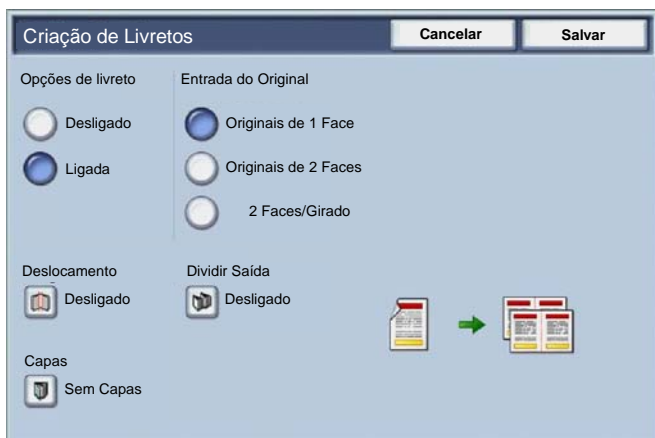 Criação de Livretos
Cancelar
Salvar
Opções de livreto
Entrada do Original
Desligado
Originais de 1 Face
Ligada
Originais de 2 Faces
2 Faces/Girado
Deslocamento
Dividir Saída
Desligado
Desligado
Capas
Sem Capas